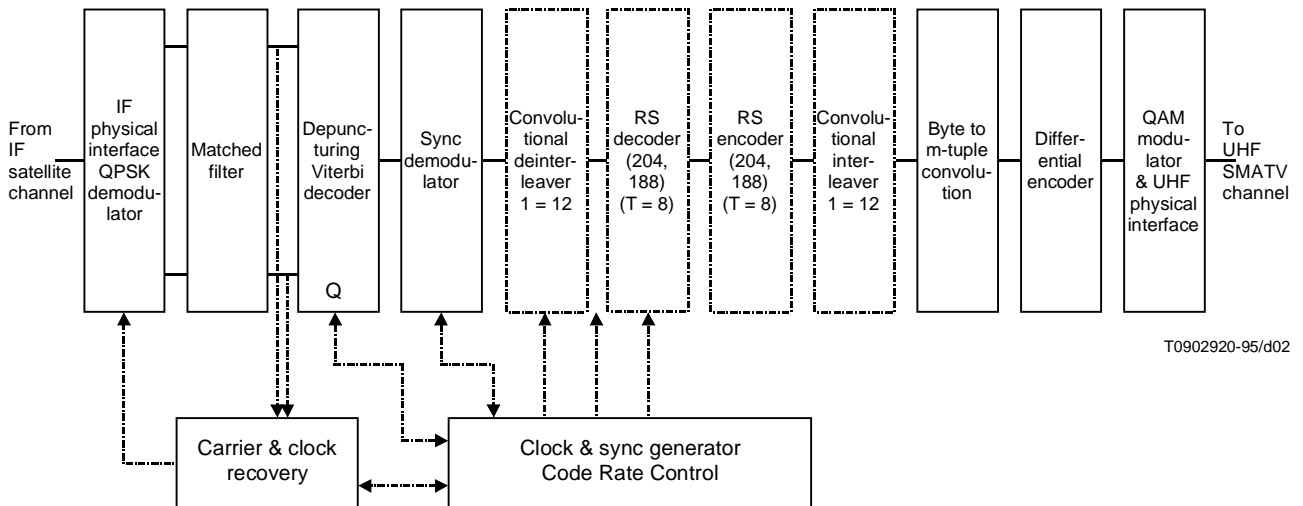 From
IF
satellite
channel
IF
physical
interface
QPSK
demodu-
lator
Matched
filter
Depunc-
turing
Viterbi
decoder
Q
Sync
demodu-
lator
Convolu-
tional
deinter-
leaver
1 = 12
RS
decoder
(204,
188)
(T = 8)
RS
encoder
(204,
188)
(T = 8)
Convolu-
tional
inter-
leaver
1 = 12
Byte to
m-tuple
convolu-
tion
Differ-
ential
encoder
QAM
modu-
lator
& UHF
physical
interface
To
UHF
SMATV
channel
T0902920-95/d02
Carrier & clock
recovery
Clock & sync generator
Code Rate Control